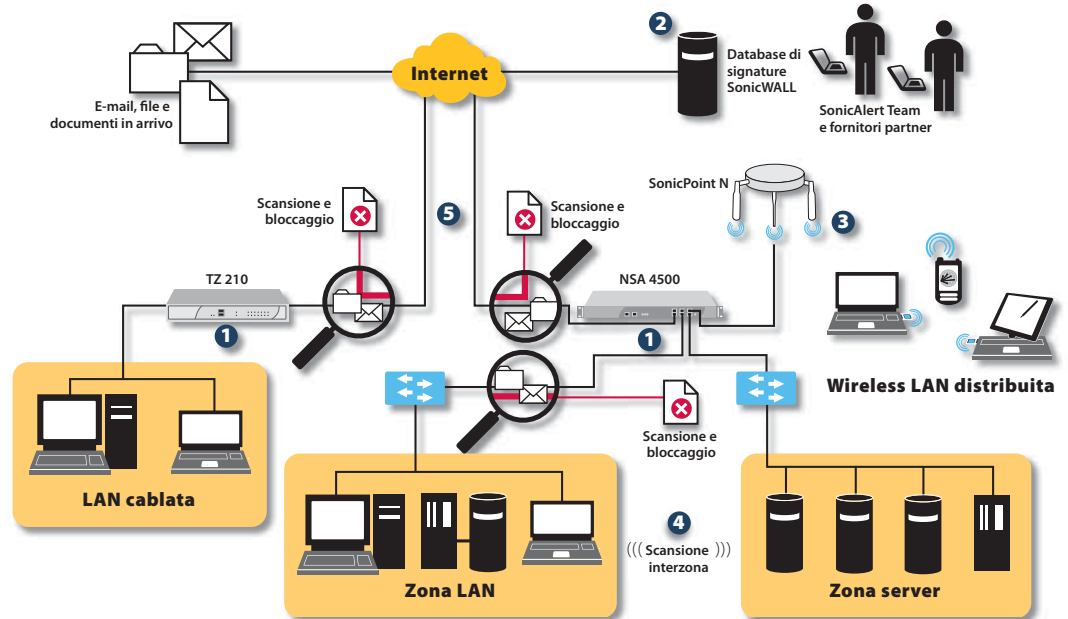 Internet
2
Database di
signature
SonicWALL
E-mail, file e
documenti in arrivo
SonicAlert Team
e fornitori partner
Scansione e
bloccaggio
5
Scansione e
bloccaggio
SonicPoint N
3
TZ 210
NSA 4500
1
1
Wireless LAN distribuita
Scansione e
bloccaggio
LAN cablata
4
((( Scansione )))
interzona
Zona LAN
Zona server